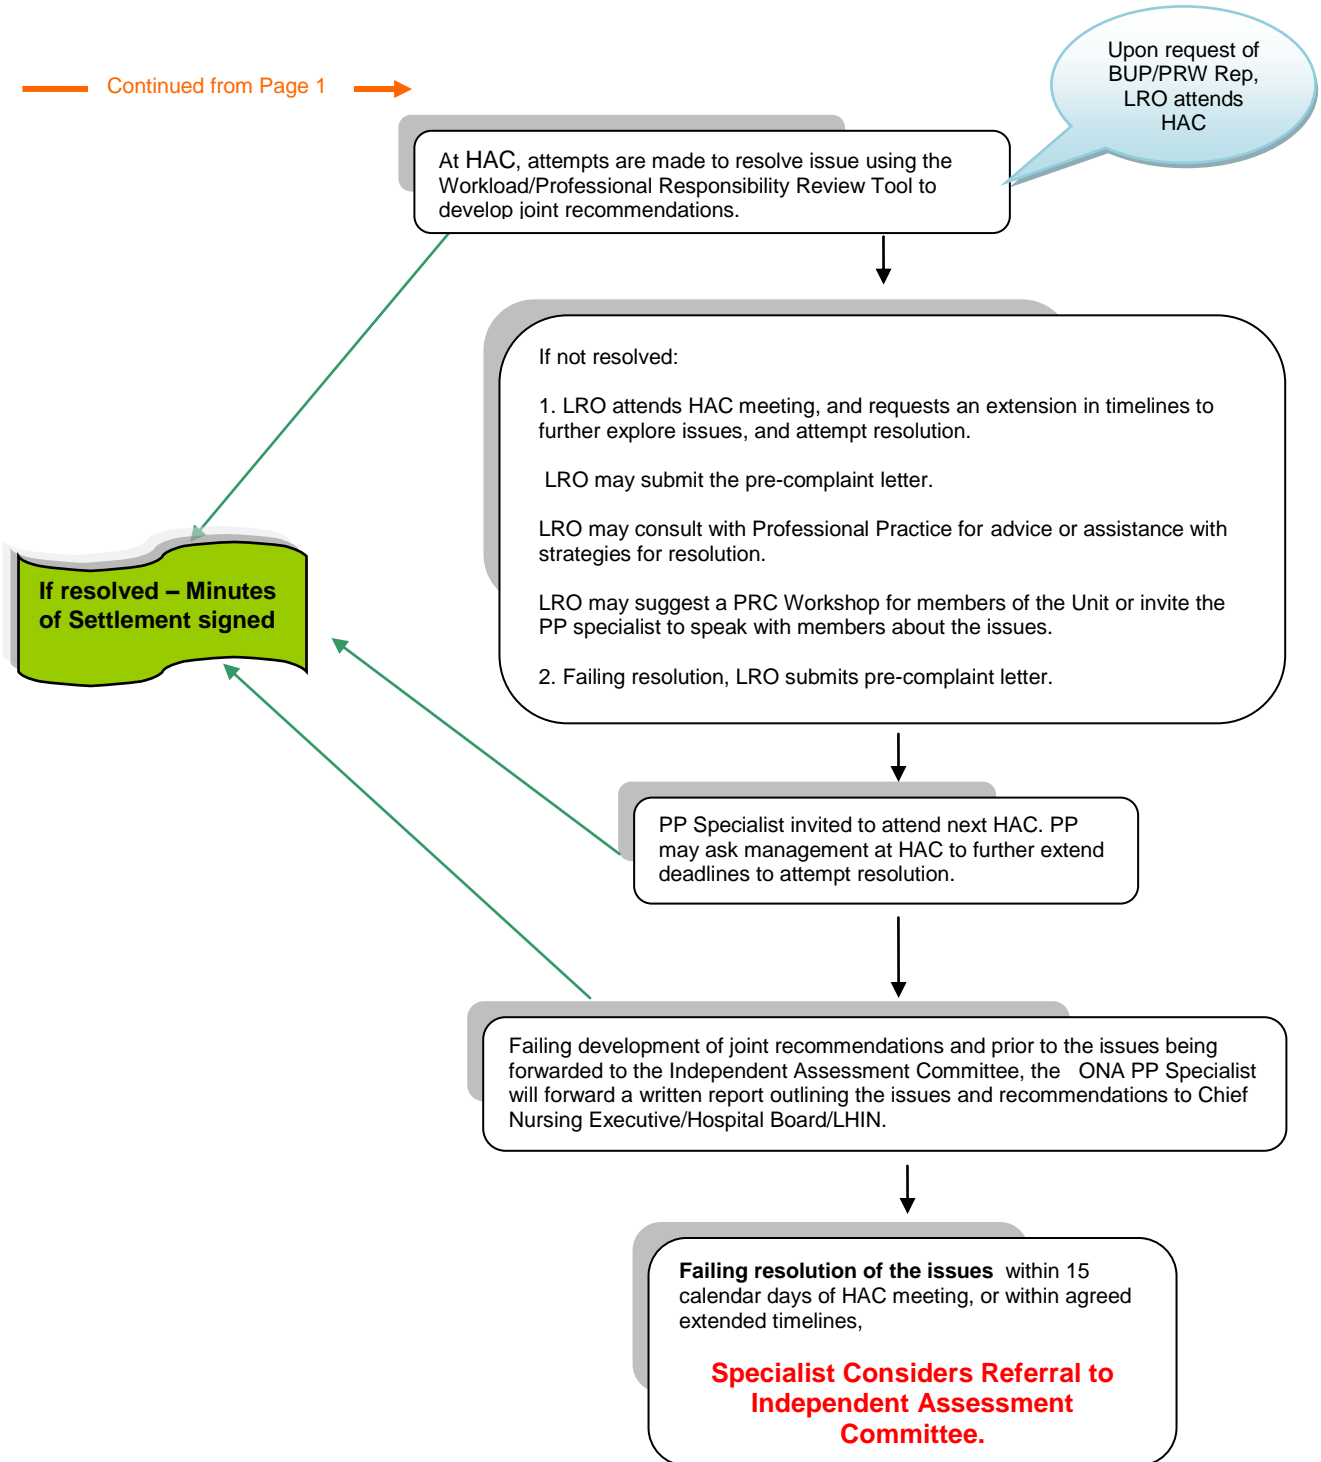 Continued from Page 1
Upon request of
BUP/PRW Rep,
LRO attends
HAC
At HAC, attempts are made to resolve issue using the
Workload/Professional Responsibility Review Tool to
develop joint recommendations.
If not resolved:
1. LRO attends HAC meeting, and requests an extension in timelines to
further explore issues, and attempt resolution.
LRO may submit the pre-complaint letter.
LRO may consult with Professional Practice for advice or assistance with
strategies for resolution.
LRO may suggest a PRC Workshop for members of the Unit or invite the
PP specialist to speak with members about the issues.
2. Failing resolution, LRO submits pre-complaint letter.
If resolved – Minutes
of Settlement signed
PP Specialist invited to attend next HAC. PP
may ask management at HAC to further extend
deadlines to attempt resolution.
Failing development of joint recommendations and prior to the issues being
forwarded to the Independent Assessment Committee, the ONA PP Specialist
will forward a written report outlining the issues and recommendations to Chief
Nursing Executive/Hospital Board/LHIN.
Failing resolution of the issues within 15
calendar days of HAC meeting, or within agreed
extended timelines,
Specialist Considers Referral to
Independent Assessment
Committee.